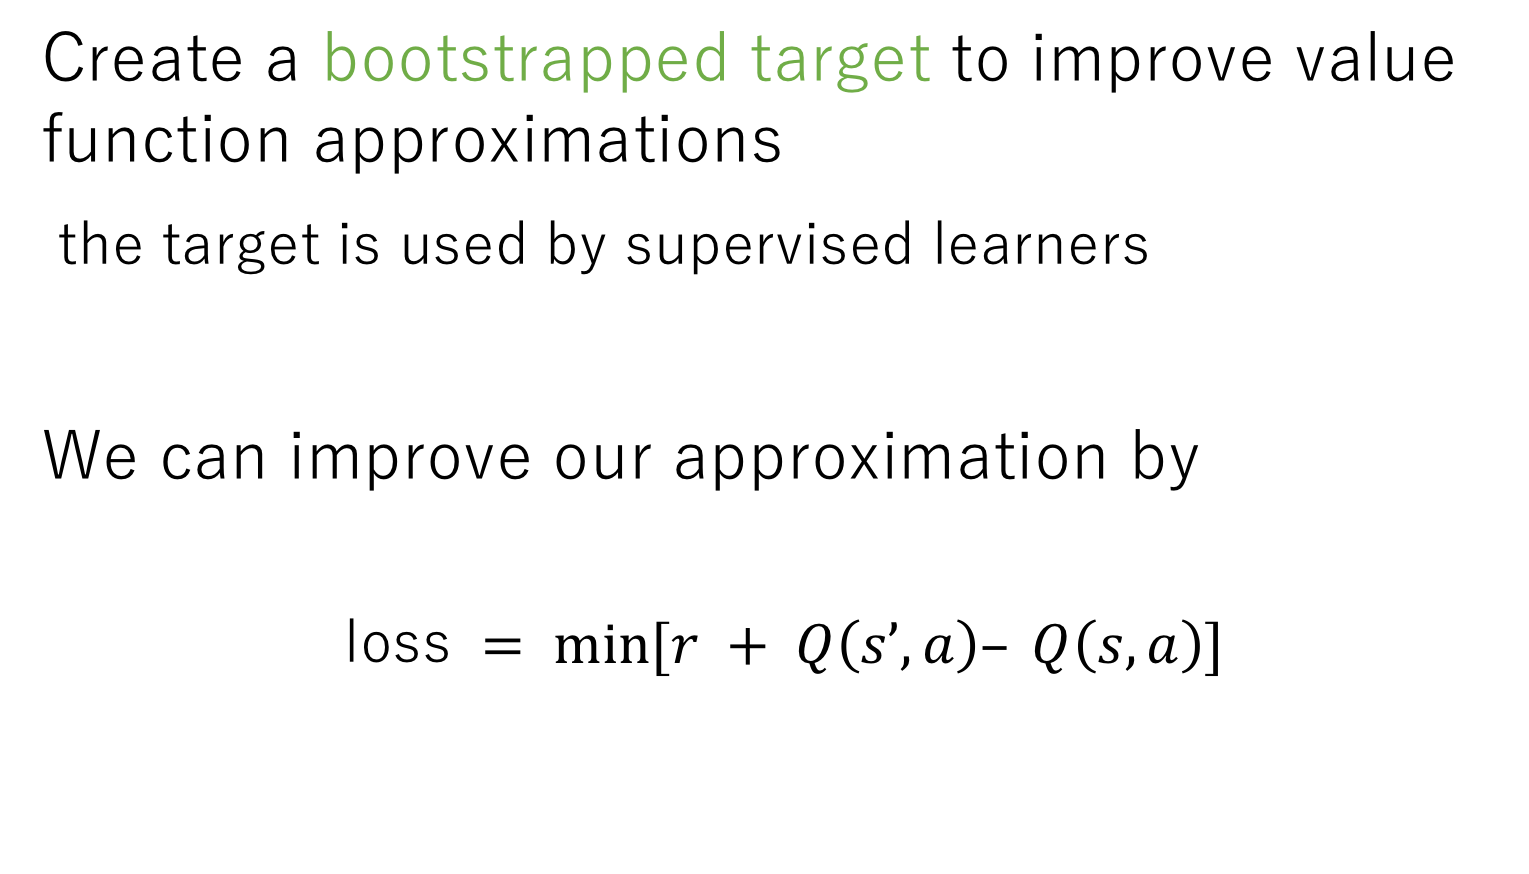 Create a bootstrapped target to improve value
function approximations
the target is used by supervised learners
We can improve our approximation by
loss = min[r + Q(s’, a)– Q(s, a)]